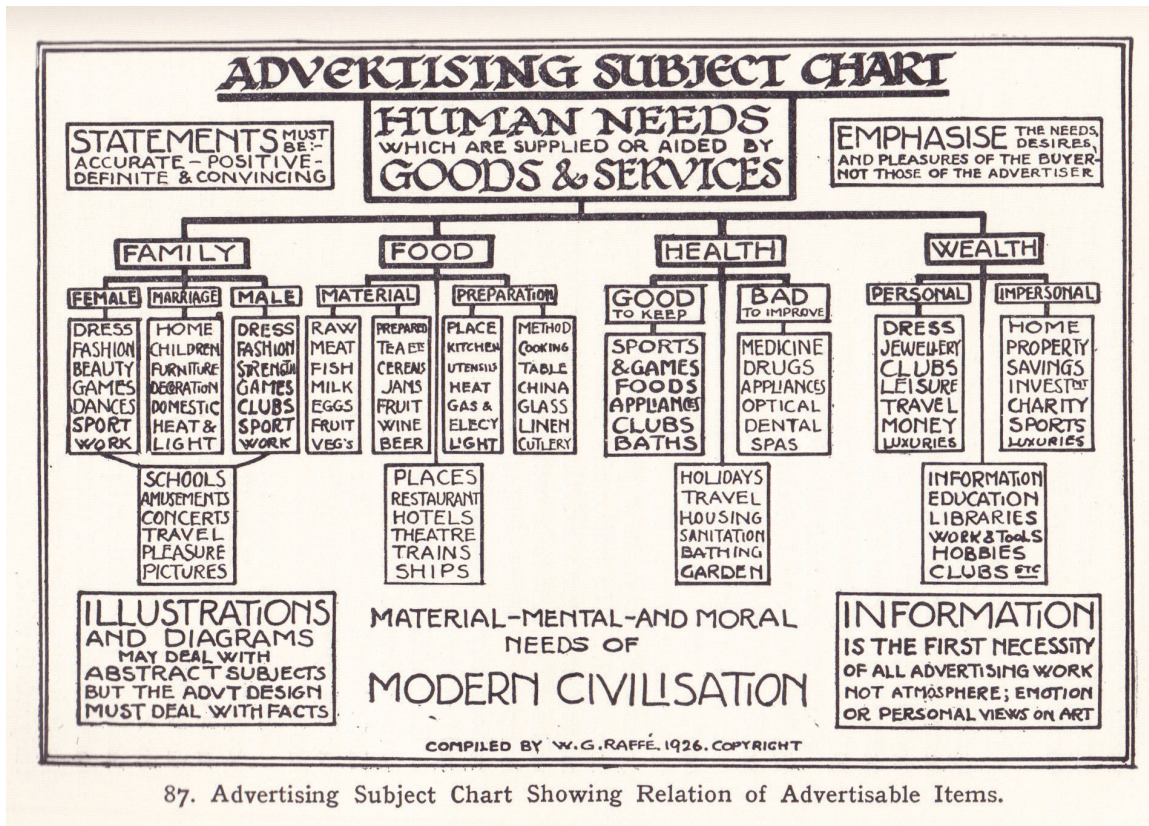 ADVERTISING SUBJECT CHART
HUMAN NEEDS
WHICH ARE SUPPLIED OR AIDED BY
GOODS & SERVICES
STATEMENTS MUST BE:-
ACCURATE - POSITIVE -
DEFINITE & CONVINCING
EMPHASISE THE NEEDS, DESIRES,
AND PLEASURES OF THE BUYER-
NOT THOSE OF THE ADVERTISER
FAMILY
FEMALE
DRESS
FASHION
BEAUTY
GAMES
DANCES
SPORT
WORK
MARRIAGE
HOME
CHILDREN
FURNITURE
DECORATION
DOMESTIC
HEAT &
LIGHT
MALE
DRESS
FASHION
STRENGTH
GAMES
CLUBS
SPORT
WORK
SCHOOLS
AMUSEMENTS
CONCERTS
TRAVEL
PLEASURE
PICTURES
FOOD
MATERIAL
RAW
MEAT
FISH
MILK
EGGS
FRUIT
VEG'S
PREPARED
TEA ETC
CEREALS
JAMS
FRUIT
WINE
BEER
PREPARATION
PLACE
KITCHEN
UTENSILS
HEAT
GAS &
ELECY
LIGHT
METHOD
COOKING
TABLE
CHINA
GLASS
LINEN
CUTLERY
PLACES
RESTAURANT
HOTELS
THEATRE
TRAINS
SHIPS
HEALTH
GOOD
TO KEEP
SPORTS
& GAMES
FOODS
APPLIANCES
CLUBS
BATHS
BAD
TO IMPROVE
MEDICINE
DRUGS
APPLIANCES
OPTICAL
DENTAL
SPAS
HOLIDAYS
TRAVEL
HOUSING
SANITATION
BATHING
GARDEN
WEALTH
PERSONAL
DRESS
JEWELLERY
CLUBS
LEISURE
TRAVEL
MONEY
LUXURIES
IMPERSONAL
HOME
PROPERTY
SAVINGS
INVESTMT
CHARITY
SPORTS
LUXURIES
INFORMATION
EDUCATION
LIBRARIES
WORK & TOOLS
HOBBIES
CLUBS ETC
ILLUSTRATIONS
AND DIAGRAMS
MAY DEAL WITH
ABSTRACT SUBJECTS
BUT THE ADVT DESIGN
MUST DEAL WITH FACTS
MATERIAL-MENTAL-AND MORAL
NEEDS OF
MODERN CIVILISATION
INFORMATION
IS THE FIRST NECESSITY
OF ALL ADVERTISING WORK
NOT ATMOSPHERE; EMOTION
OR PERSONAL VIEWS ON ART
COMPILED BY W.G. RAFFÉ. 1926. COPYRIGHT
87. Advertising Subject Chart Showing Relation of Advertisable Items.